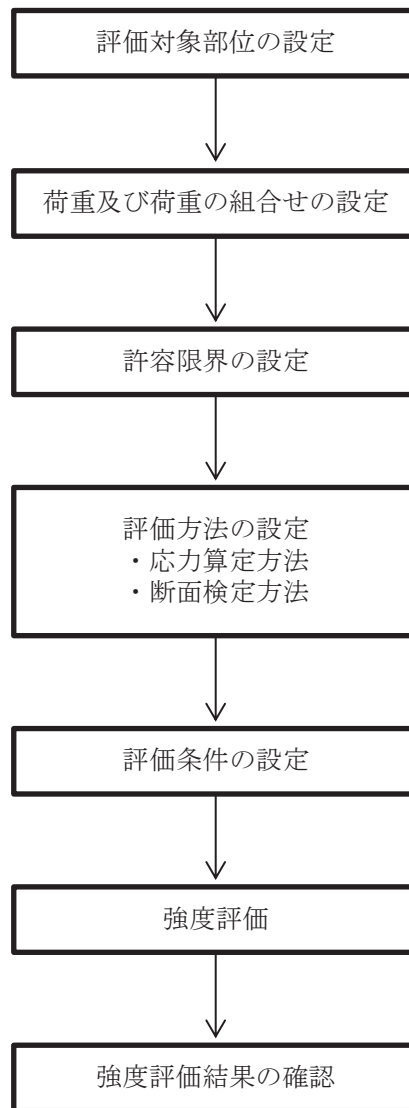 評価対象部位の設定
荷重及び荷重の組合せの設定
許容限界の設定
評価方法の設定
・応力算定方法
・断面検定方法
評価条件の設定
強度評価
強度評価結果の確認